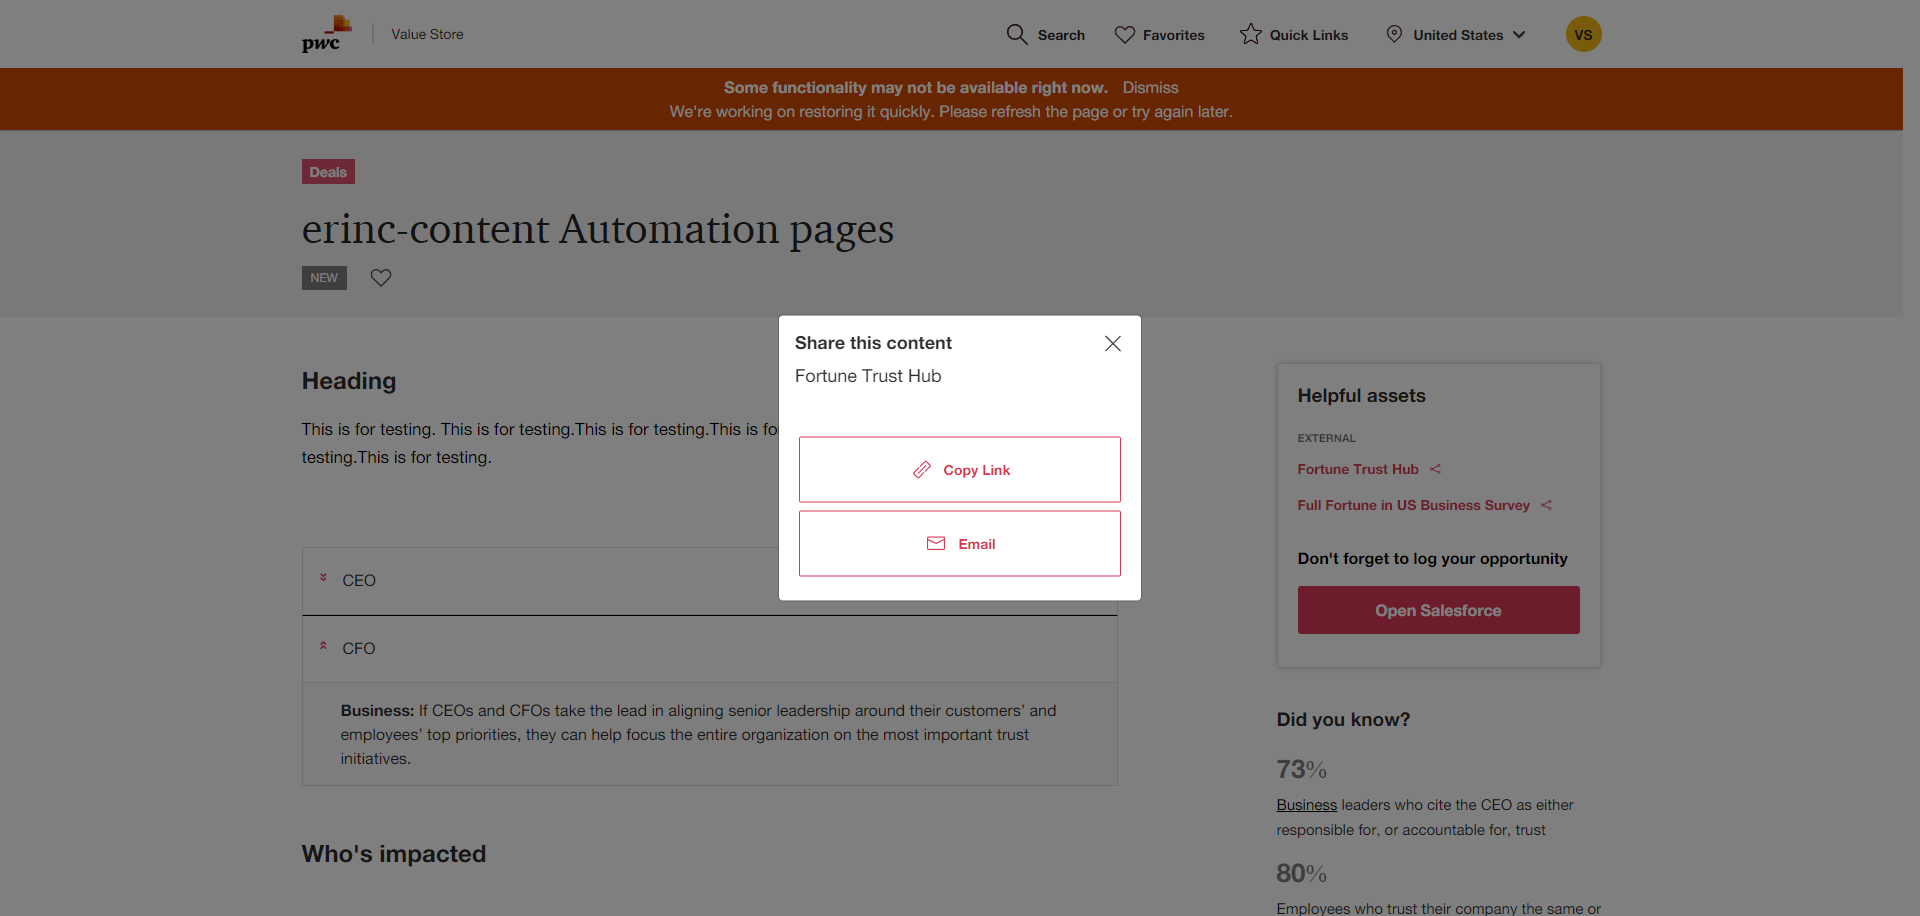 pwc
Value Store
Search
Favorites
Quick Links
United States
VS
Some functionality may not be available right now. Dismiss
We're working on restoring it quickly. Please refresh the page or try again later.
Deals
erinc-content Automation pages
NEW
Heading
This is for testing. This is for testing.This is for testing.This is fo
testing.This is for testing.
CEO
CFO
Business: If CEOs and CFOs take the lead in aligning senior leadership around their customers’ and
employees’ top priorities, they can help focus the entire organization on the most important trust
initiatives.
Who's impacted
Share this content
Fortune Trust Hub
Copy Link
Email
Helpful assets
EXTERNAL
Fortune Trust Hub
Full Fortune in US Business Survey
Don't forget to log your opportunity
Open Salesforce
Did you know?
73%
Business leaders who cite the CEO as either
responsible for, or accountable for, trust
80%
Employees who trust their company the same or